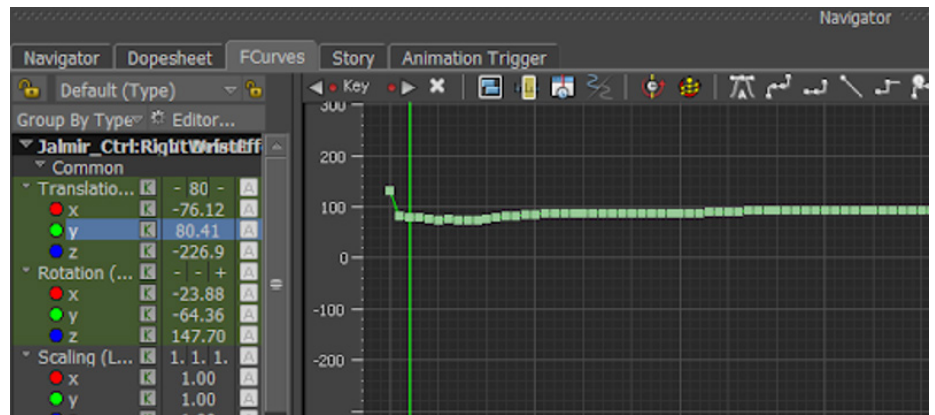 Navigator
Navigator Dopesheet FCurves Story Animation Trigger
Default (Type) Key
Group By Type Editor...
300
Jalmir_Ctrl:Right
Common
200
Translatio... K - 80 - A
x K -76.12 A
100
y K 80.41 A
z K -226.9 A
0
Rotation (... K - - + A
x K -23.88 A
-100
y K -64.36 A
z K 147.70 A
Scaling (L... K 1. 1. 1. A
-200
x K 1.00 A
y K 1.00 A